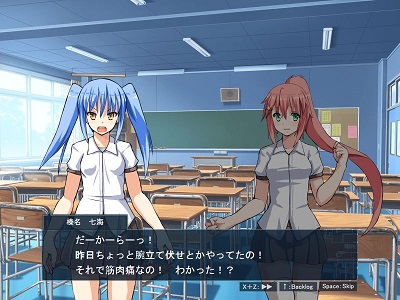 榛名　七海
だーかーらーっ！
昨日ちょっと腕立て伏せとかやってたの！
それで筋肉痛なの！　わかった！？
X+Z: ▶▶ ↑:Backlog Space:Skip